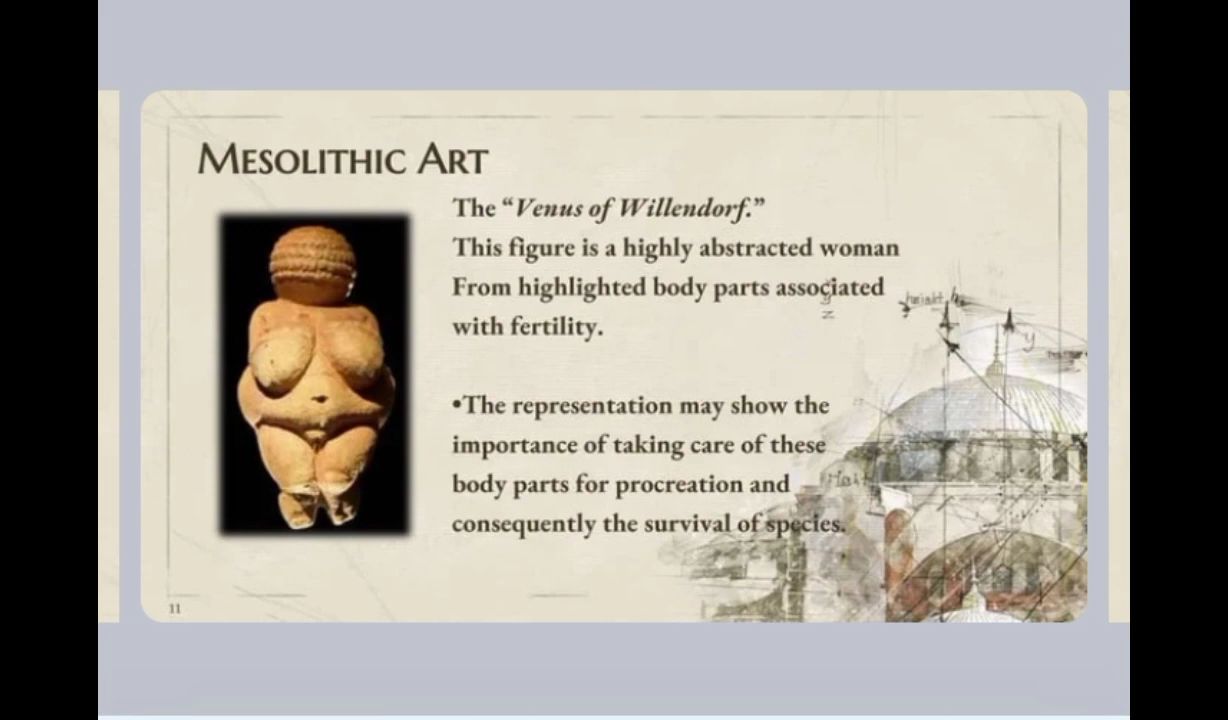 MESOLITHIC ART
The “Venus of Willendorf.”
This figure is a highly abstracted woman
From highlighted body parts associated
with fertility.
•The representation may show the
importance of taking care of these
body parts for procreation and
consequently the survival of species.
11